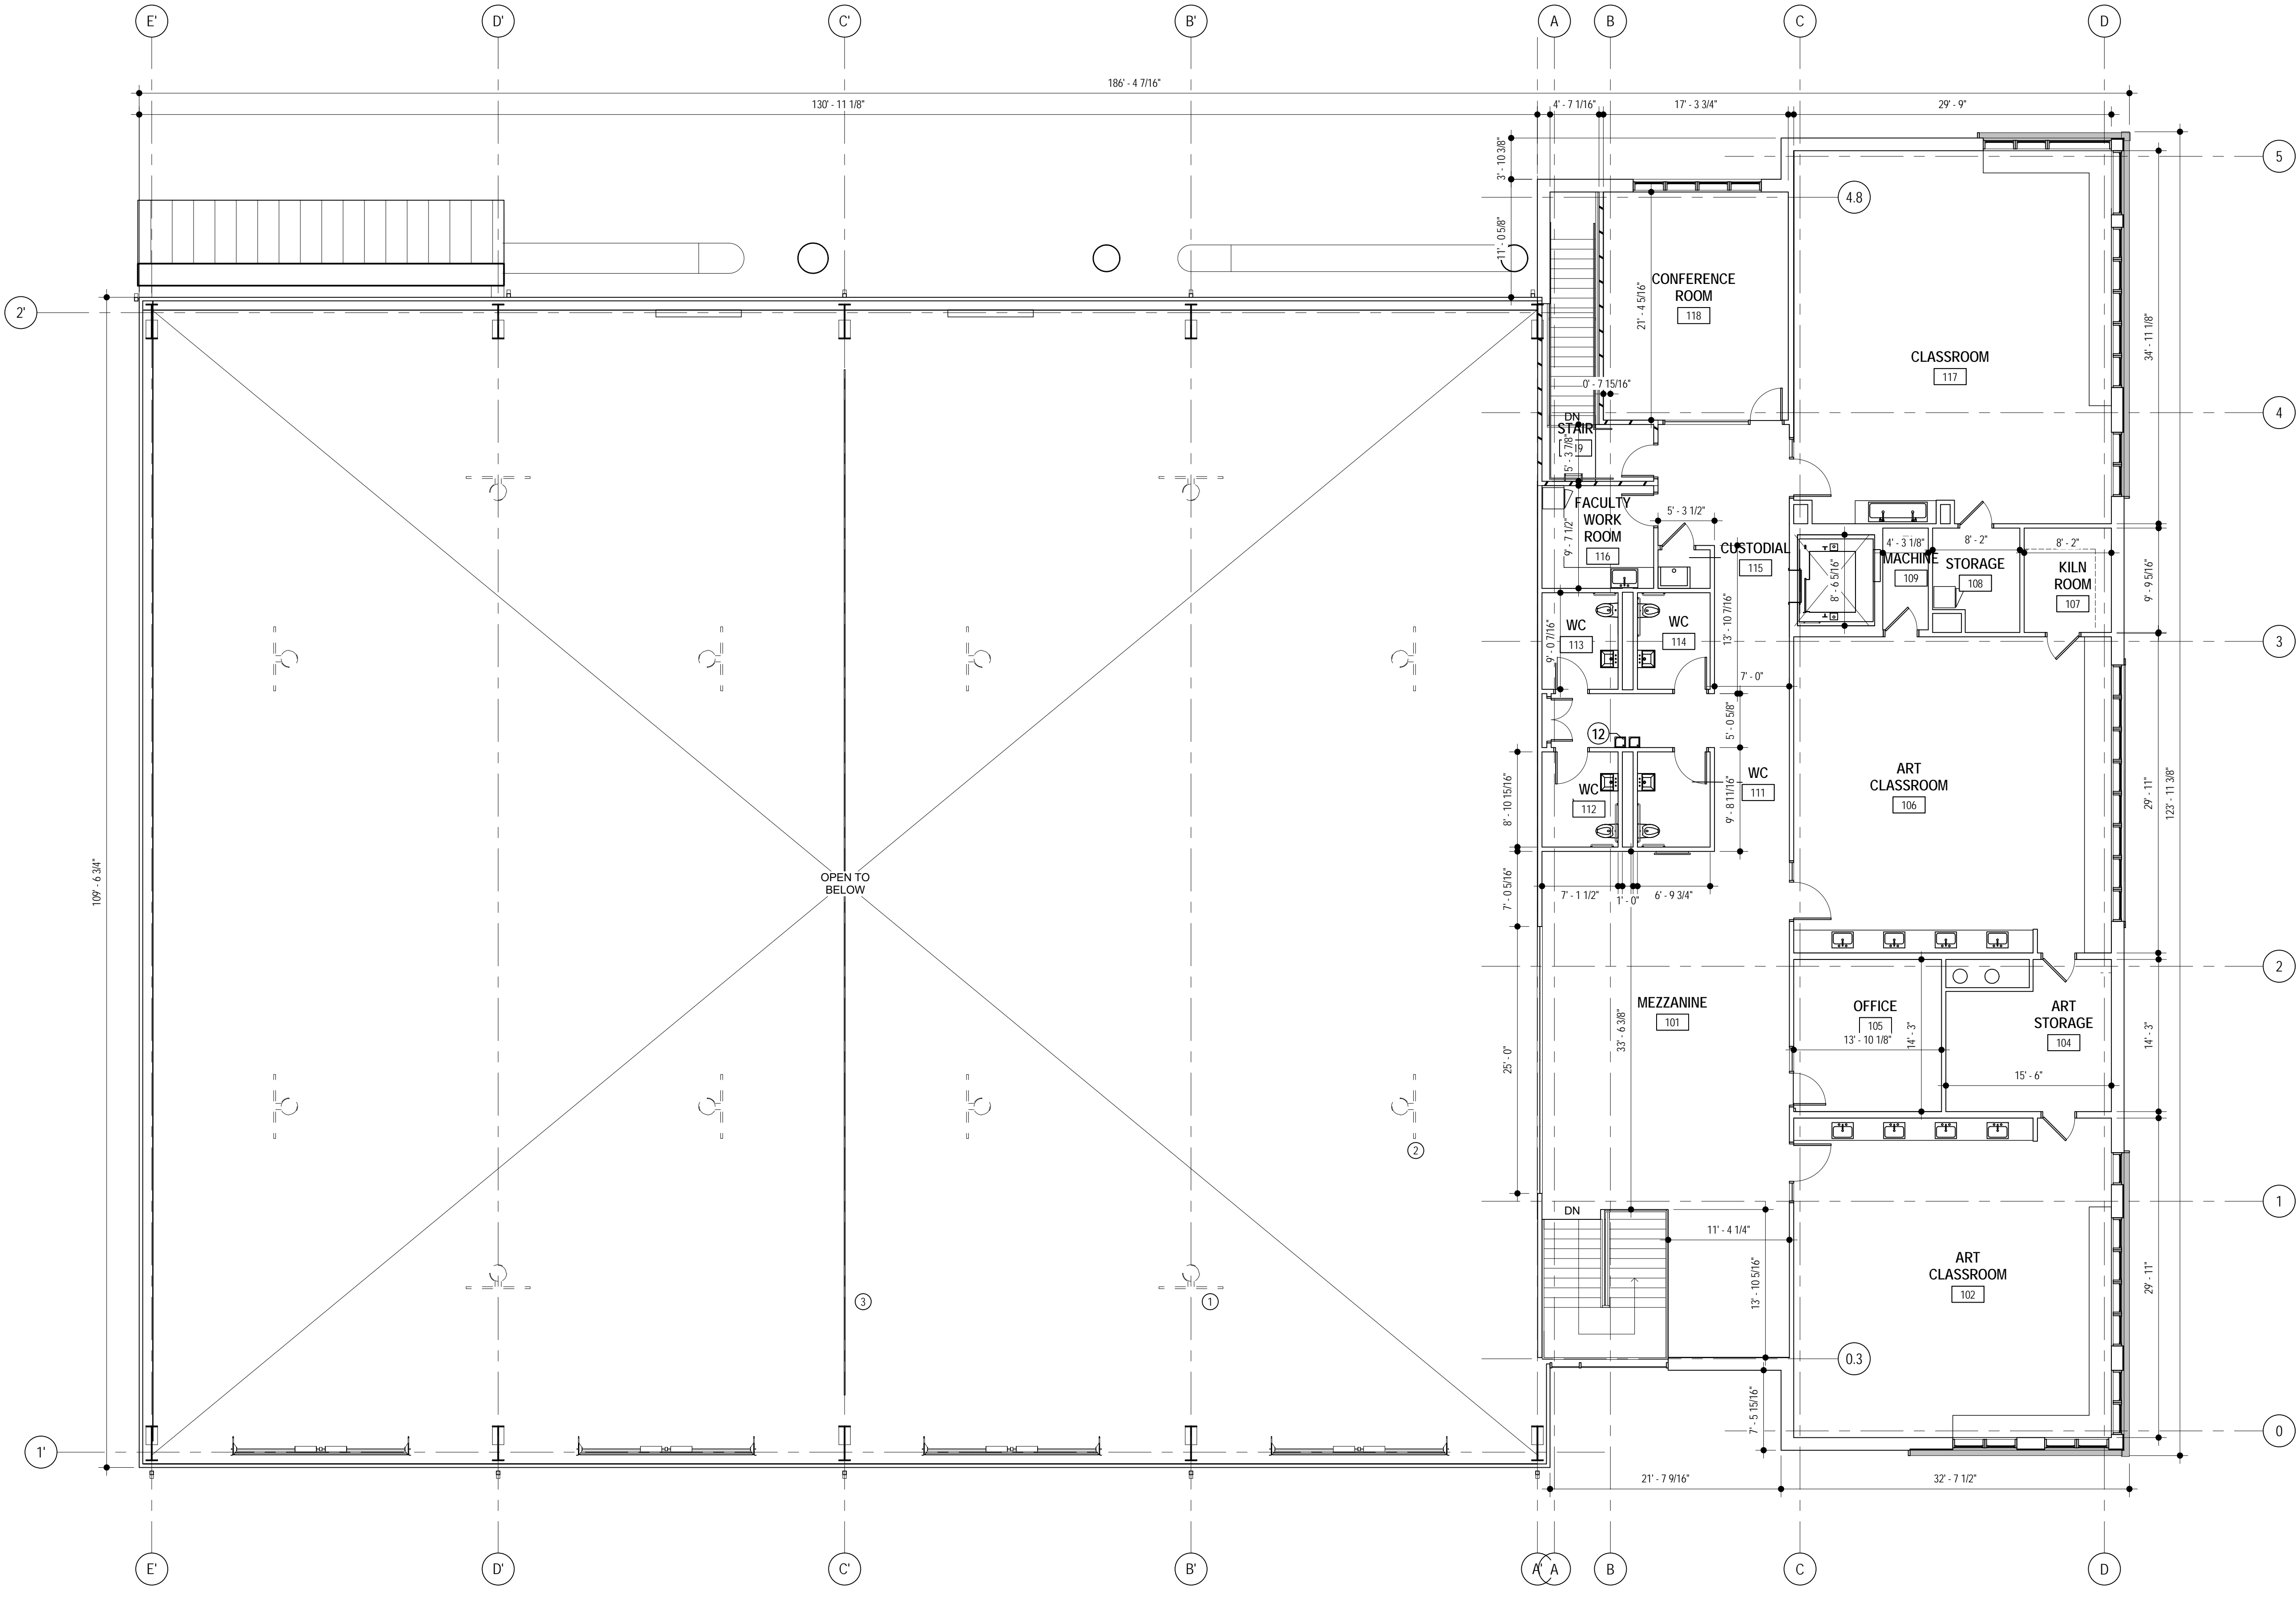 E' D' C' B' A B C D
186' - 4 7/16"
130' - 11 1/8" 4' - 7 1/16" 17' - 3 3/4" 29' - 9"
3' - 10 3/8"
5
4.8
11' - 0 5/8"
CONFERENCE
ROOM
118
21' - 4 5/16"
2'
34' - 11 1/8"
CLASSROOM
117
0' - 7 15/16"
4
DN
STAIR
5' - 3 7/8"
FACULTY
WORK
ROOM
116
9' - 7 1/2"
5' - 3 1/2"
CUSTODIAL
115
8' - 6 5/16"
4' - 3 1/8"
MACHINE
109
8' - 2"
STORAGE
108
8' - 2"
KILN
ROOM
107
9' - 9 5/16"
13' - 10 7/16"
WC
113
9' - 0 7/16"
WC
114
3
7' - 0"
5' - 0 5/8"
12
WC
112
WC
111
8' - 10 15/16"
9' - 8 11/16"
ART
CLASSROOM
106
29' - 11"
123' - 11 3/8"
109' - 6 3/4"
OPEN TO
BELOW
7' - 0 5/16"
7' - 1 1/2"
1' - 0"
6' - 9 3/4"
2
MEZZANINE
101
33' - 6 3/8"
OFFICE
105
13' - 10 1/8"
14' - 3"
ART
STORAGE
104
15' - 6"
14' - 3"
25' - 0"
2
1
DN
11' - 4 1/4"
13' - 10 5/16"
ART
CLASSROOM
102
29' - 11"
3
1
0.3
7' - 5 15/16"
0
1'
21' - 7 9/16"
32' - 7 1/2"
E' D' C' B' A' A B C D